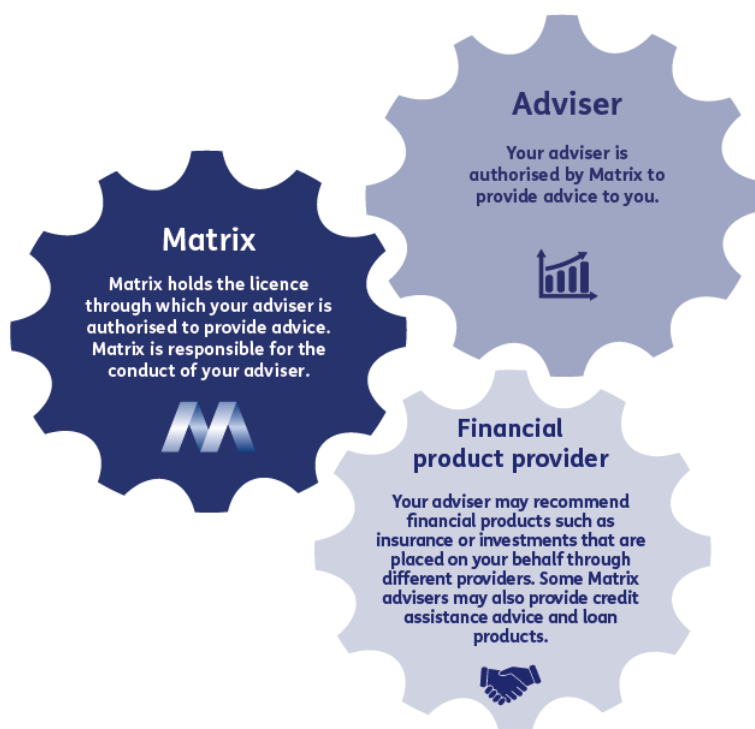 Adviser
Your adviser is
authorised by Matrix to
provide advice to you.
Matrix
Matrix holds the licence
through which your adviser is
authorised to provide advice.
Matrix is responsible for the
conduct of your adviser.
Financial
product provider
Your adviser may recommend
financial products such as
insurance or investments that are
placed on your behalf through
different providers. Some Matrix
advisers may also provide credit
assistance advice and loan
products.